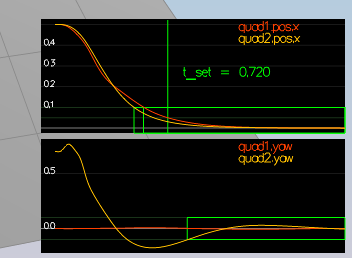 quad1.pos.x
quad2.pos.x
0.4
0.3
t_set = 0.720
0.2
0.1
quad1.yaw
quad2.yaw
0.5
0.0